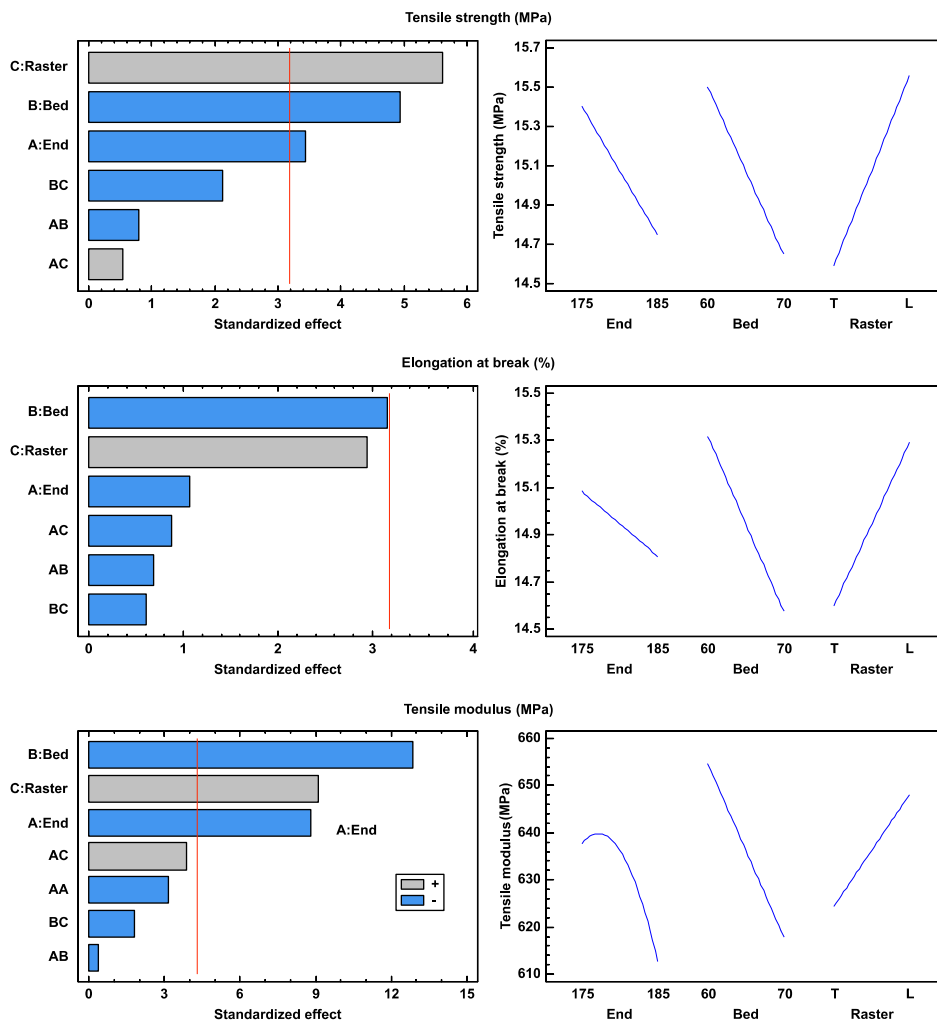 Tensile strength (MPa)
C:Raster
B:Bed
A:End
BC
AB
AC
0 1 2 3 4 5 6
Standardized effect
Tensile strength (MPa)
15.7
15.5
15.3
15.1
14.9
14.7
14.5
175 185 60 70 T L
End Bed Raster
Elongation at break (%)
B:Bed
C:Raster
A:End
AC
AB
BC
0 1 2 3 4
Standardized effect
Elongation at break (%)
15.5
15.3
15.1
14.9
14.7
14.5
175 185 60 70 T L
End Bed Raster
Tensile modulus (MPa)
B:Bed
C:Raster
A:End
AC
AA
BC
AB
A:End
+
-
0 3 6 9 12 15
Standardized effect
Tensile modulus (MPa)
660
650
640
630
620
610
175 185 60 70 T L
End Bed Raster